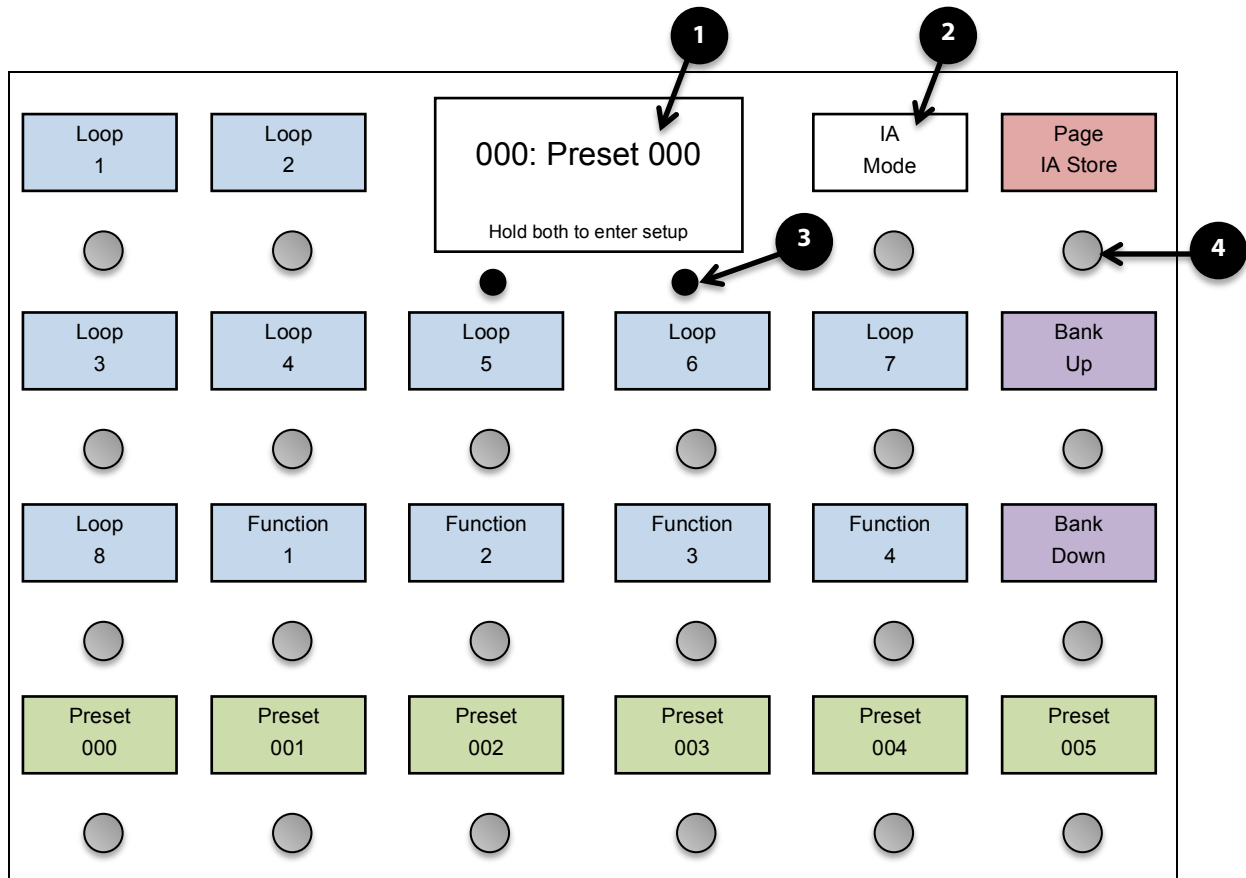 1
2
Loop
1
Loop
2
000: Preset 000
Hold both to enter setup
IA
Mode
Page
IA Store
3
4
Loop
3
Loop
4
Loop
5
Loop
6
Loop
7
Bank
Up
Loop
8
Function
1
Function
2
Function
3
Function
4
Bank
Down
Preset
000
Preset
001
Preset
002
Preset
003
Preset
004
Preset
005